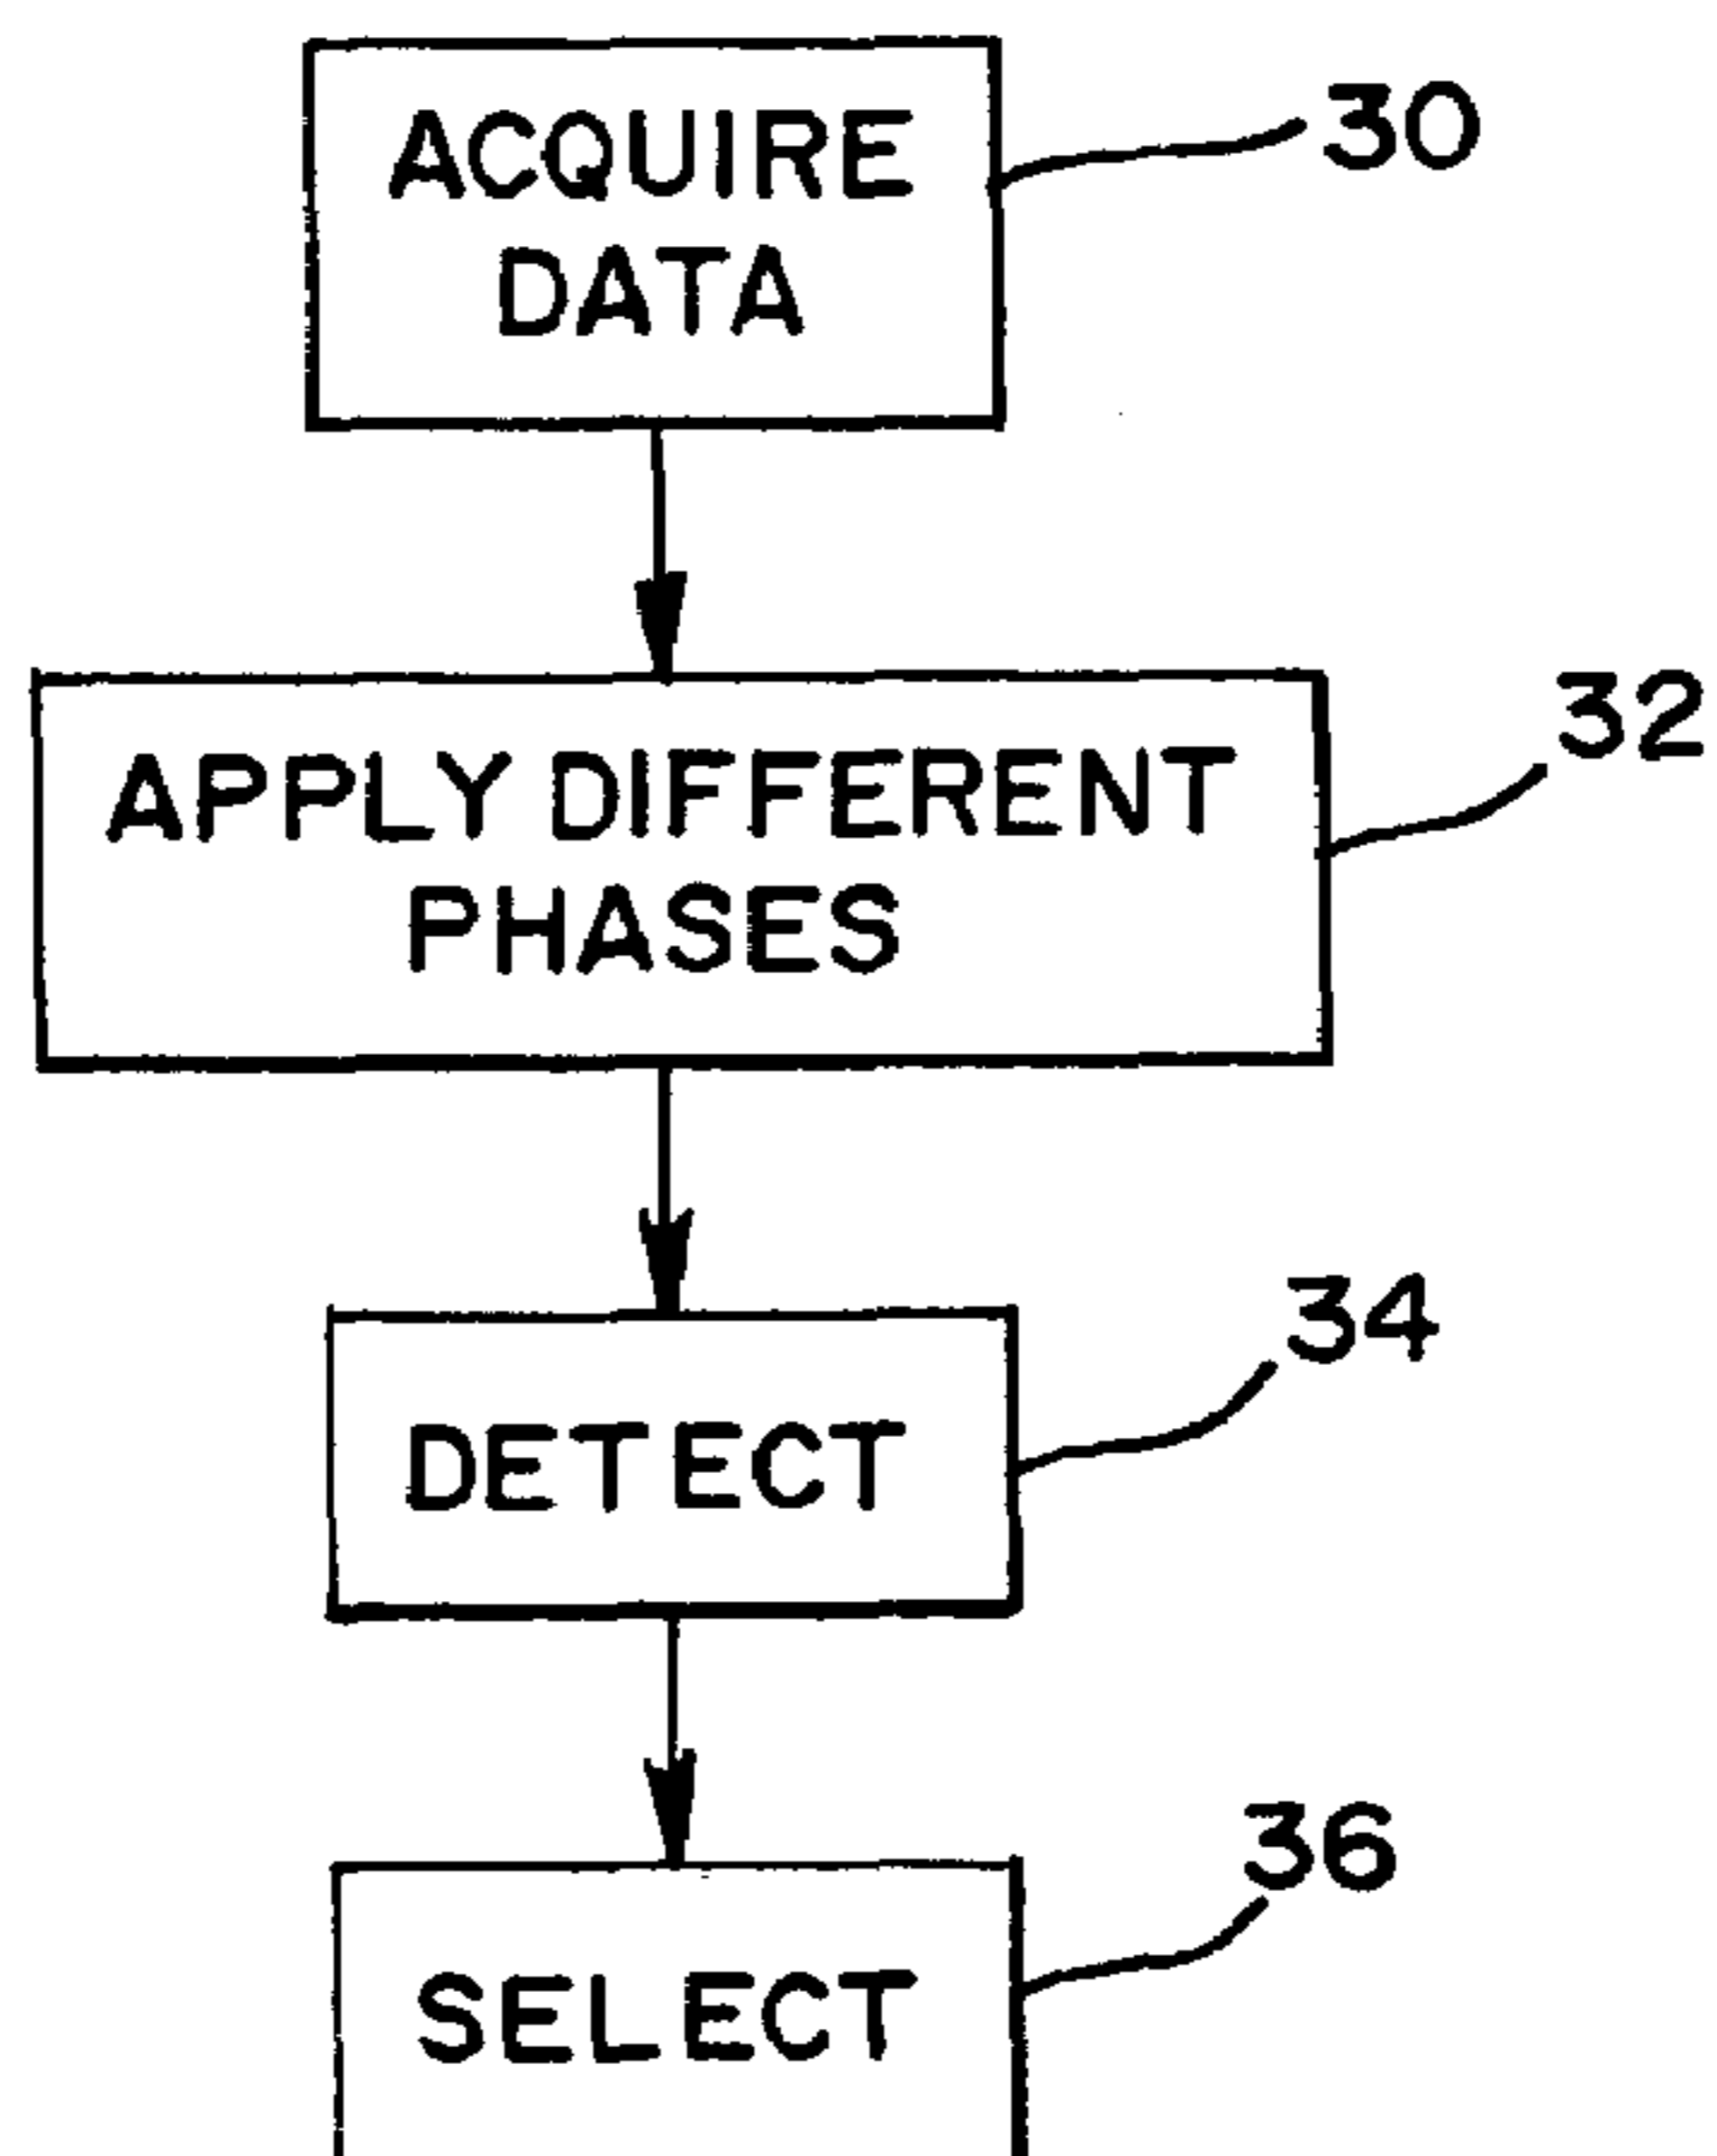 ACQUIRE
DATA
30
APPLY DIFFERENT
PHASES
32
DETECT
34
SELECT
36